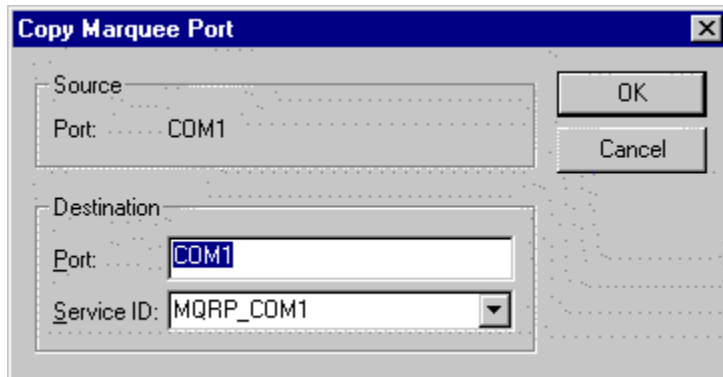 Copy Marquee Port
Source
Port: COM1
OK
Cancel
Destination
Port: COM1
Service ID: MQRP_COM1